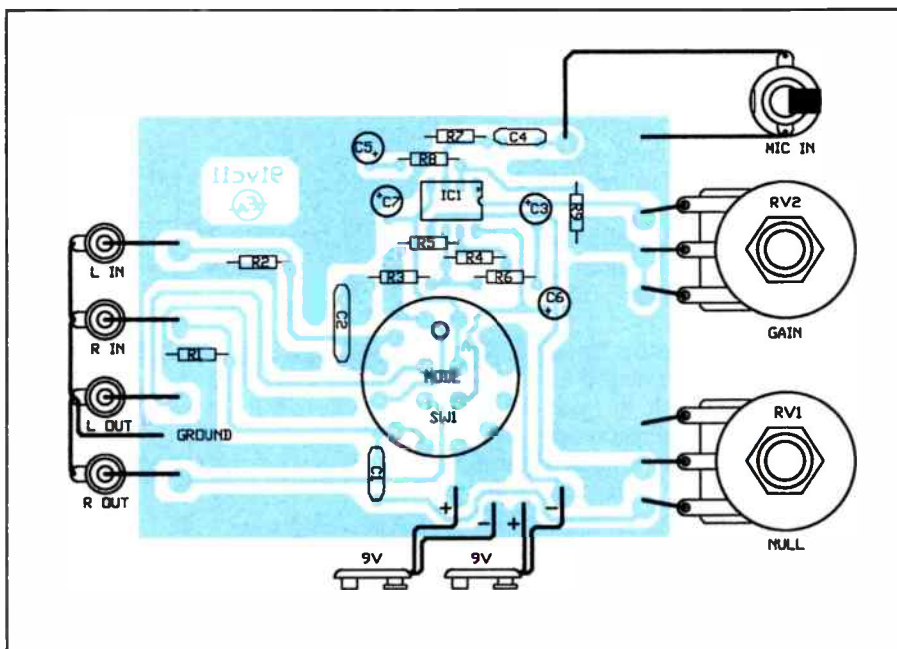 MIC IN
R7
C4
C5
+
R8
91vc11
IC1
+
C7
+
C3
R9
RV2
R5
R4
L IN
R2
R3
R6
C6
+
GAIN
C2
R IN
R1
MODE
SW1
RV1
L OUT
GROUND
C1
R OUT
+
-
+
-
NULL
9V
9V